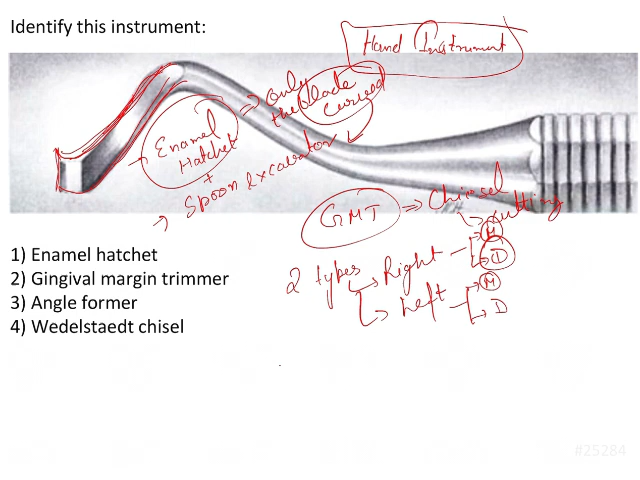 Identify this instrument:
Hand Instrument
Enamel Hatchet
⇒ only the blade curved
+
→ Spoon excavator
GMT ⇒ Chiesel
↳ cutting
2 types
↳ Right
M
D
↳ Left
M
D
1) Enamel hatchet
2) Gingival margin trimmer
3) Angle former
4) Wedelstaedt chisel
#25284